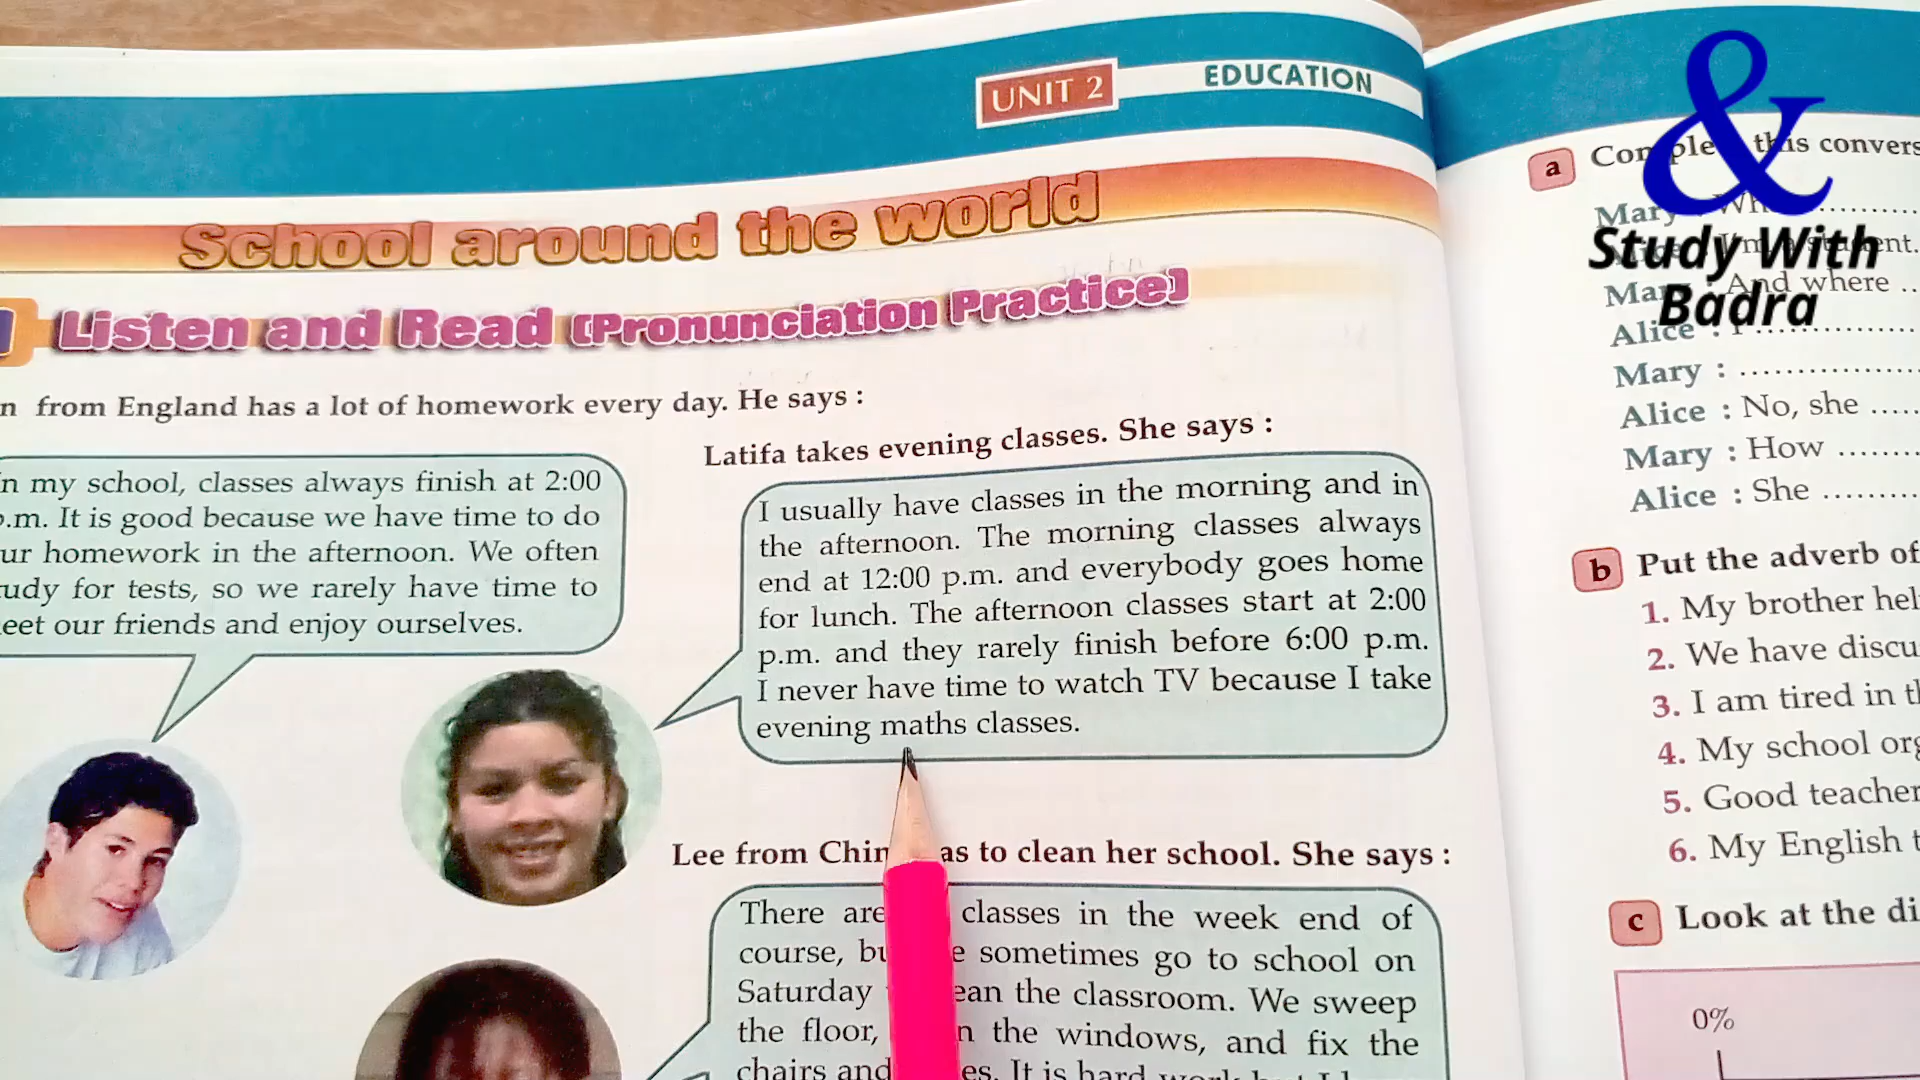 UNIT 2
EDUCATION
School around the world
Listen and Read (Pronunciation Practice)
from England has a lot of homework every day. He says :
n my school, classes always finish at 2:00
.m. It is good because we have time to do
ur homework in the afternoon. We often
udy for tests, so we rarely have time to
eet our friends and enjoy ourselves.
Latifa takes evening classes. She says :
I usually have classes in the morning and in
the afternoon. The morning classes always
end at 12:00 p.m. and everybody goes home
for lunch. The afternoon classes start at 2:00
p.m. and they rarely finish before 6:00 p.m.
I never have time to watch TV because I take
evening maths classes.
Lee from Chin as to clean her school. She says :
There are classes in the week end of
course, bu e sometimes go to school on
Saturday ean the classroom. We sweep
the floor, n the windows, and fix the
chairs and es. It is hard work but I
a Complete this convers
Mary : Wh ..........
Alice : I'm a student.
Mary : And where ..
Alice : I ..........
Mary : ..........
Alice : No, she .....
Mary : How ..........
Alice : She ..........
b Put the adverb of
1. My brother hel
2. We have discu
3. I am tired in th
4. My school org
5. Good teacher
6. My English t
c Look at the di
0%
&
Study With
Badra